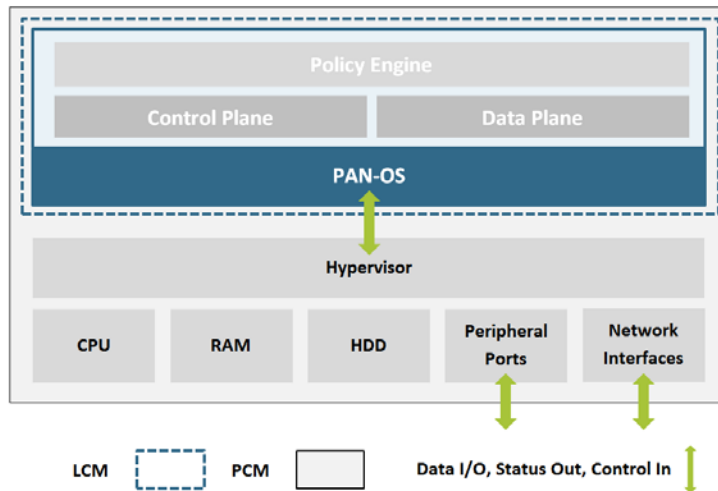 Policy Engine
Control Plane
Data Plane
PAN-OS
Hypervisor
CPU
RAM
HDD
Peripheral
Ports
Network
Interfaces
LCM
PCM
Data I/O, Status Out, Control In